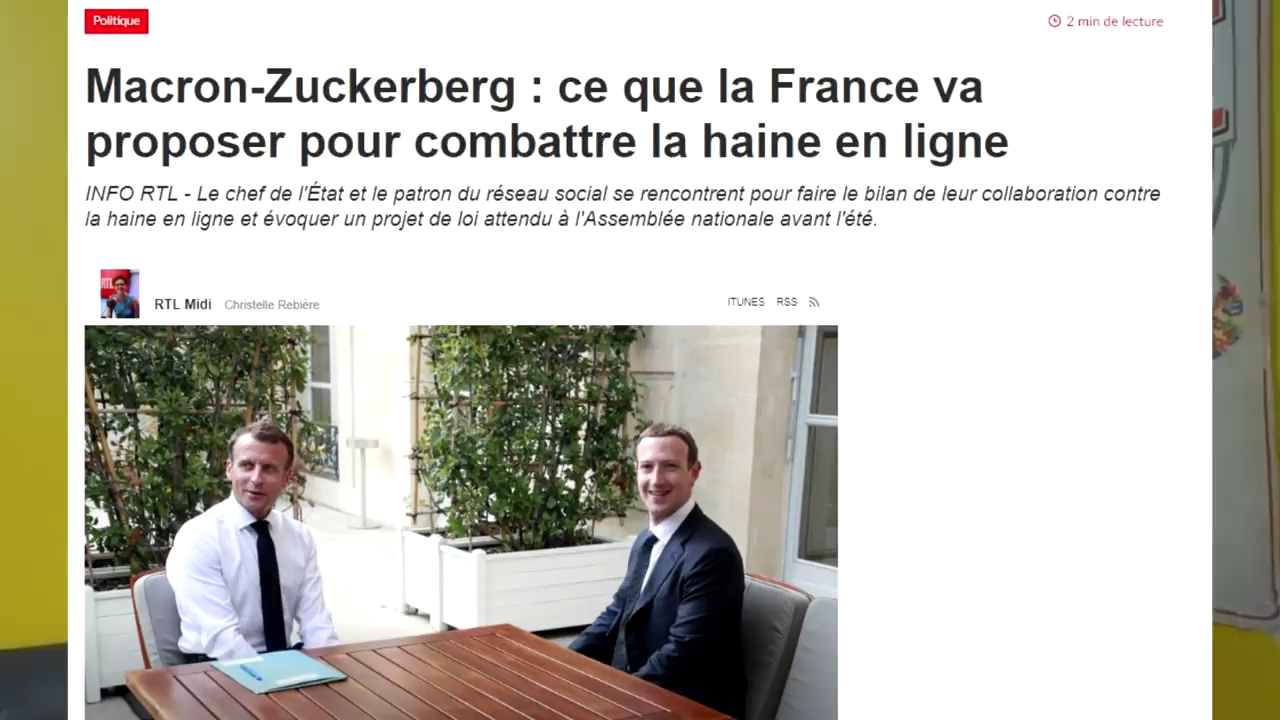 Politique
2 min de lecture
Macron-Zuckerberg : ce que la France va
proposer pour combattre la haine en ligne
INFO RTL - Le chef de l'État et le patron du réseau social se rencontrent pour faire le bilan de leur collaboration contre
la haine en ligne et évoquer un projet de loi attendu à l'Assemblée nationale avant l'été.
RTL
RTL Midi Christelle Rebière
ITUNES RSS